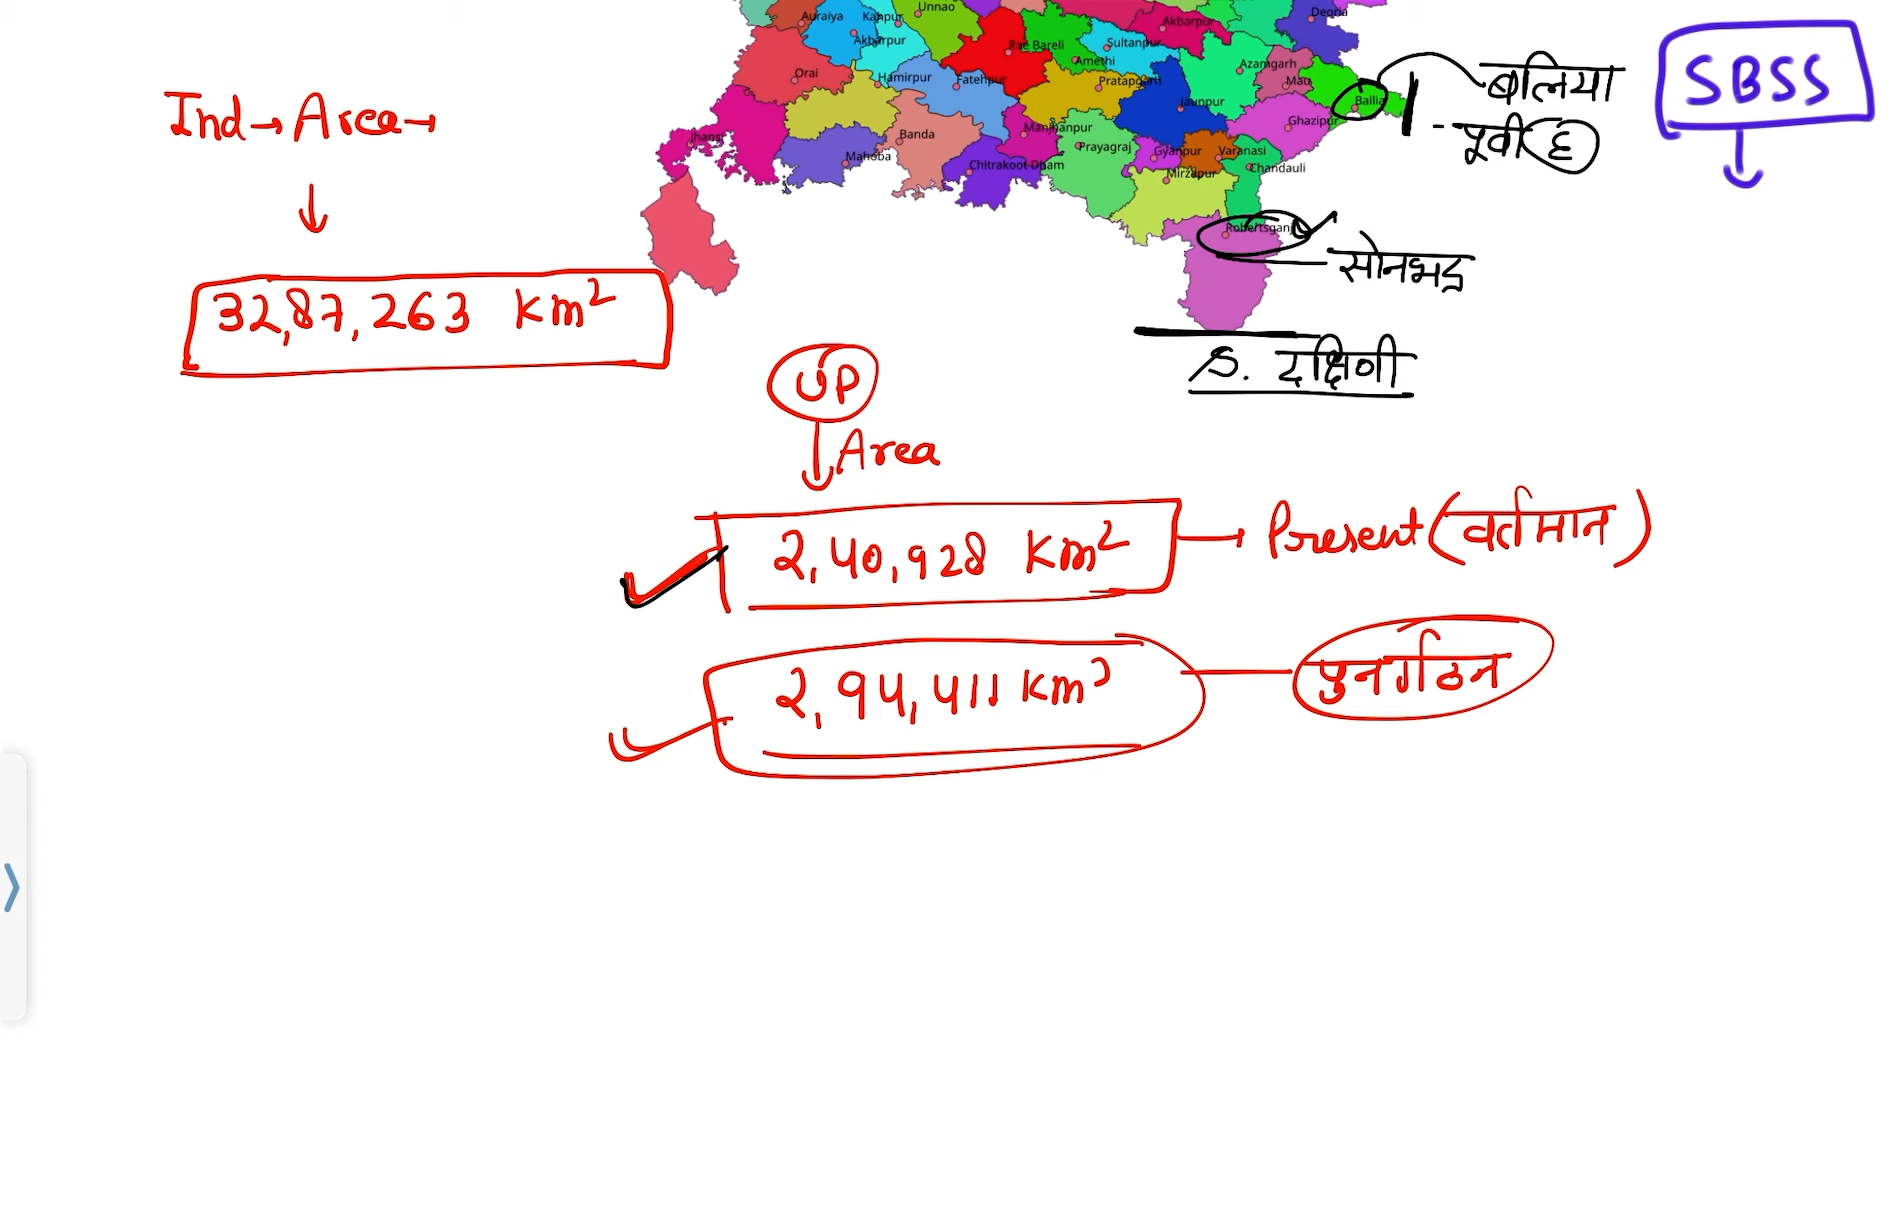 Unnao
Deoria
Auraiya
Kanpur
Akbarpur
Akbarpur
Rae Bareli
Sultanpur
Amethi
Azamgarh
Orai
Hamirpur
Fatehpur
Pratapgarh
Mau
Ballia
बलिया
SBSS
Ind → Area →
Jaunpur
Ghazipur
- पूर्वी (E)
Jhansi
Banda
Manjhanpur
Mahoba
Prayagraj
Gyanpur
Varanasi
Chitrakoot Dham
Mirzapur
Chandauli
Robertsganj
सोनभद्र
32,87,263 Km²
S. दक्षिणी
UP
Area
2,40,928 Km² → Present (वर्तमान)
2,94,411 Km² पुनर्गठन